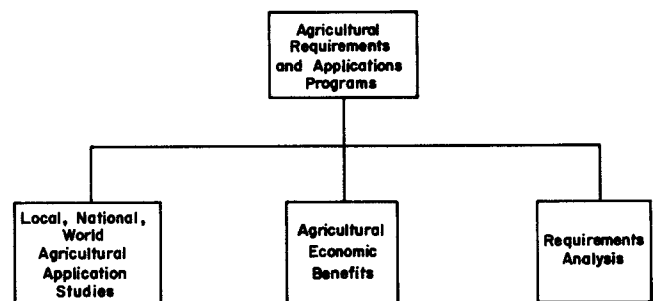 Agricultural
Requirements
and Applications
Programs
Local, National,
World
Agricultural
Application
Studies
Agricultural
Economic
Benefits
Requirements
Analysis